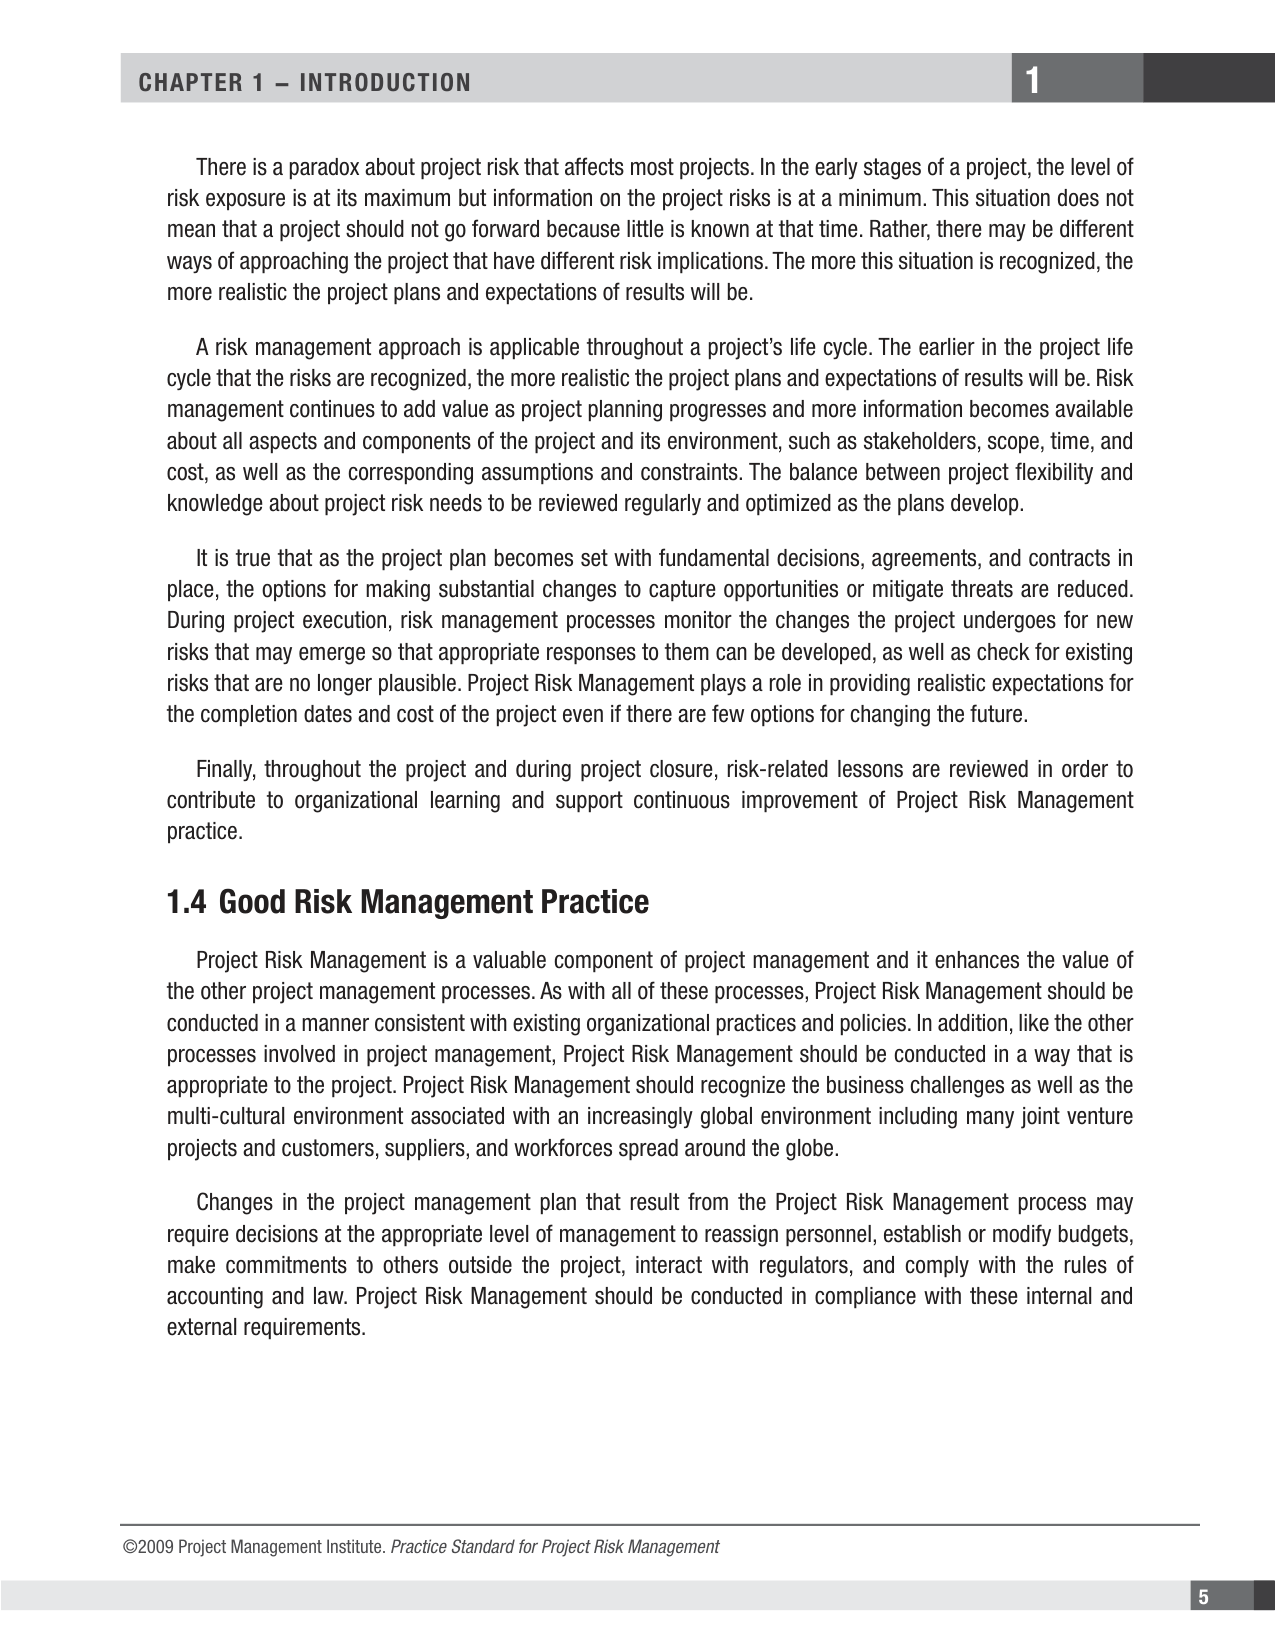 CHAPTER 1 – INTRODUCTION
1
There is a paradox about project risk that affects most projects. In the early stages of a project, the level of
risk exposure is at its maximum but information on the project risks is at a minimum. This situation does not
mean that a project should not go forward because little is known at that time. Rather, there may be different
ways of approaching the project that have different risk implications. The more this situation is recognized, the
more realistic the project plans and expectations of results will be.
A risk management approach is applicable throughout a project’s life cycle. The earlier in the project life
cycle that the risks are recognized, the more realistic the project plans and expectations of results will be. Risk
management continues to add value as project planning progresses and more information becomes available
about all aspects and components of the project and its environment, such as stakeholders, scope, time, and
cost, as well as the corresponding assumptions and constraints. The balance between project flexibility and
knowledge about project risk needs to be reviewed regularly and optimized as the plans develop.
It is true that as the project plan becomes set with fundamental decisions, agreements, and contracts in
place, the options for making substantial changes to capture opportunities or mitigate threats are reduced.
During project execution, risk management processes monitor the changes the project undergoes for new
risks that may emerge so that appropriate responses to them can be developed, as well as check for existing
risks that are no longer plausible. Project Risk Management plays a role in providing realistic expectations for
the completion dates and cost of the project even if there are few options for changing the future.
Finally, throughout the project and during project closure, risk-related lessons are reviewed in order to
contribute to organizational learning and support continuous improvement of Project Risk Management
practice.
1.4 Good Risk Management Practice
Project Risk Management is a valuable component of project management and it enhances the value of
the other project management processes. As with all of these processes, Project Risk Management should be
conducted in a manner consistent with existing organizational practices and policies. In addition, like the other
processes involved in project management, Project Risk Management should be conducted in a way that is
appropriate to the project. Project Risk Management should recognize the business challenges as well as the
multi-cultural environment associated with an increasingly global environment including many joint venture
projects and customers, suppliers, and workforces spread around the globe.
Changes in the project management plan that result from the Project Risk Management process may
require decisions at the appropriate level of management to reassign personnel, establish or modify budgets,
make commitments to others outside the project, interact with regulators, and comply with the rules of
accounting and law. Project Risk Management should be conducted in compliance with these internal and
external requirements.
©2009 Project Management Institute. Practice Standard for Project Risk Management
5